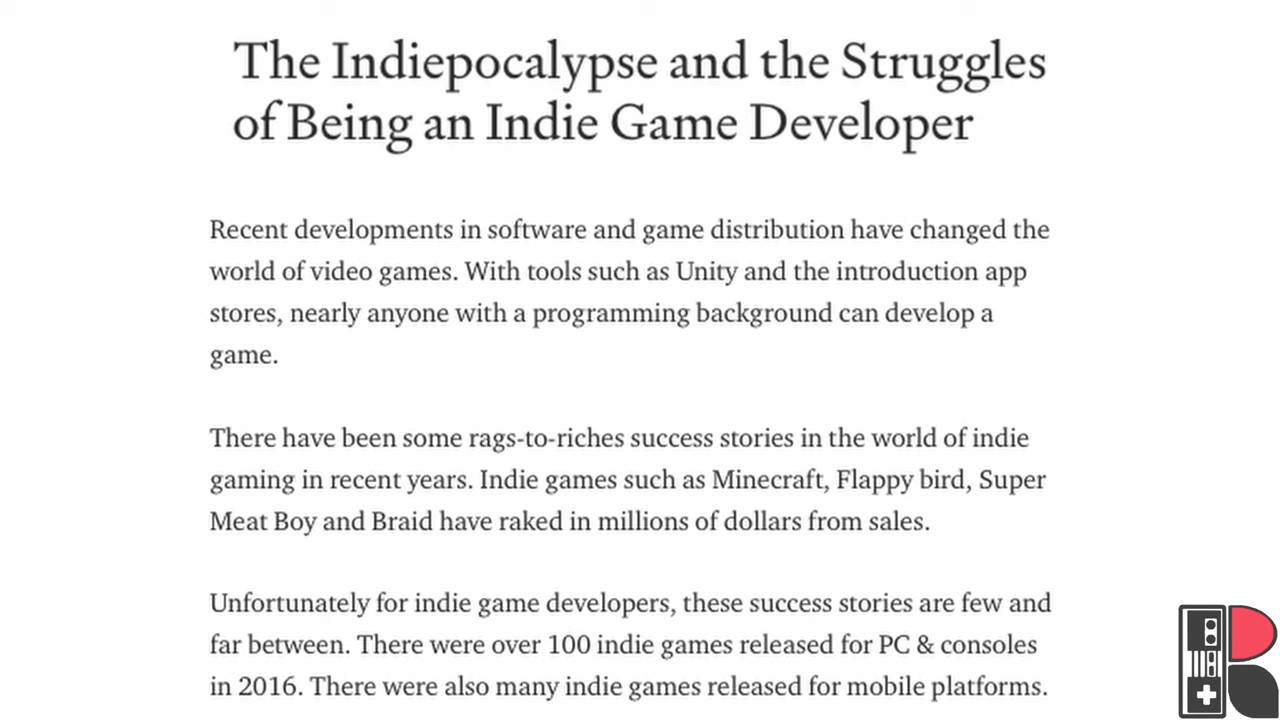 The Indiepocalypse and the Struggles
of Being an Indie Game Developer
Recent developments in software and game distribution have changed the
world of video games. With tools such as Unity and the introduction app
stores, nearly anyone with a programming background can develop a
game.
There have been some rags-to-riches success stories in the world of indie
gaming in recent years. Indie games such as Minecraft, Flappy bird, Super
Meat Boy and Braid have raked in millions of dollars from sales.
Unfortunately for indie game developers, these success stories are few and
far between. There were over 100 indie games released for PC & consoles
in 2016. There were also many indie games released for mobile platforms.